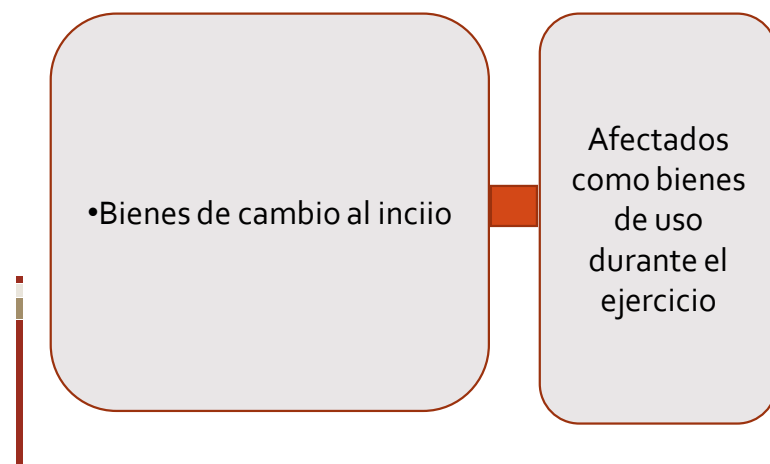 •Bienes de cambio al inciio
Afectados
como bienes
de uso
durante el
ejercicio